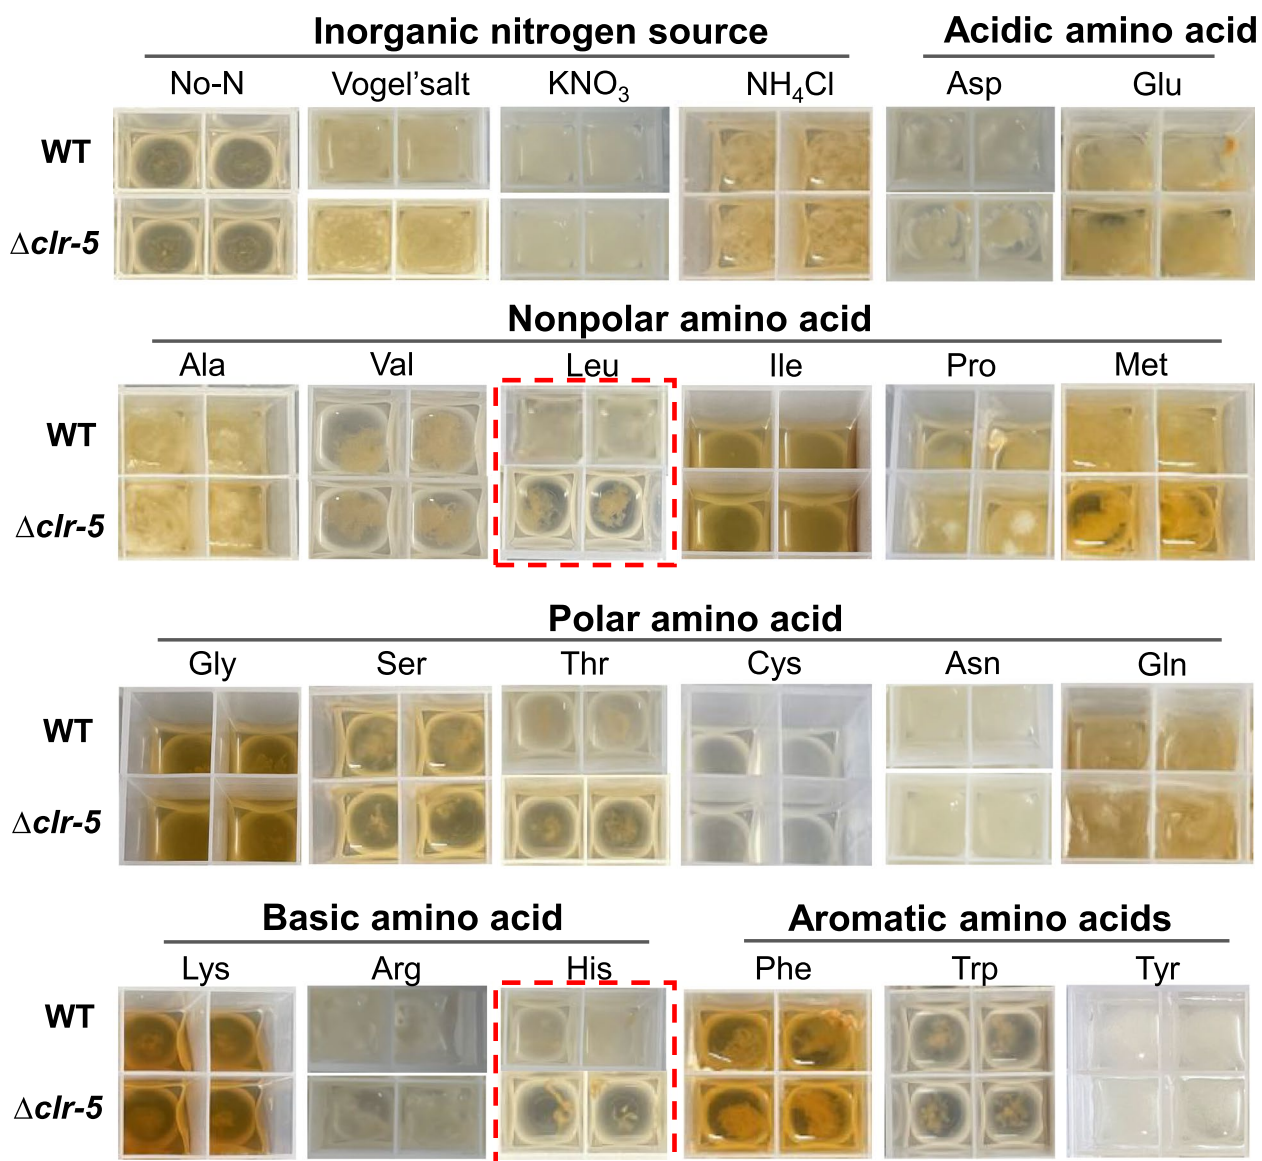 Inorganic nitrogen source Acidic amino acid
No-N Vogel'salt KNO₃ NH₄Cl Asp Glu
WT
Δclr-5
Nonpolar amino acid
Ala Val Leu Ile Pro Met
WT
Δclr-5
Polar amino acid
Gly Ser Thr Cys Asn Gln
WT
Δclr-5
Basic amino acid Aromatic amino acids
Lys Arg His Phe Trp Tyr
WT
Δclr-5